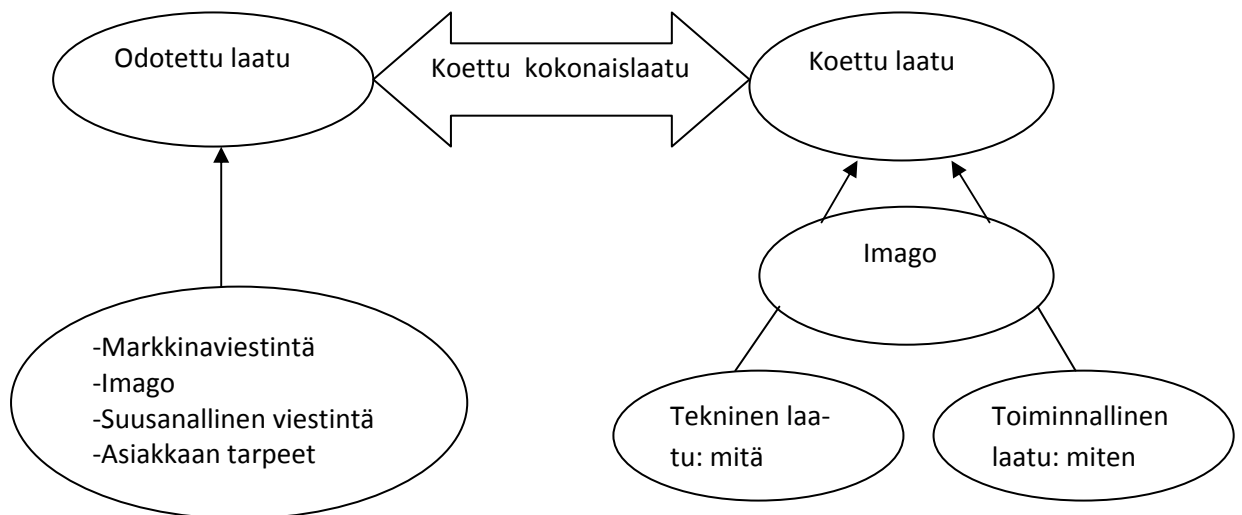 Odotettu laatu
Koettu kokonaislaatu
Koettu laatu
Imago
-Markkinaviestintä
-Imago
-Suusanallinen viestintä
-Asiakkaan tarpeet
Tekninen laa-
tu: mitä
Toiminnallinen
laatu: miten